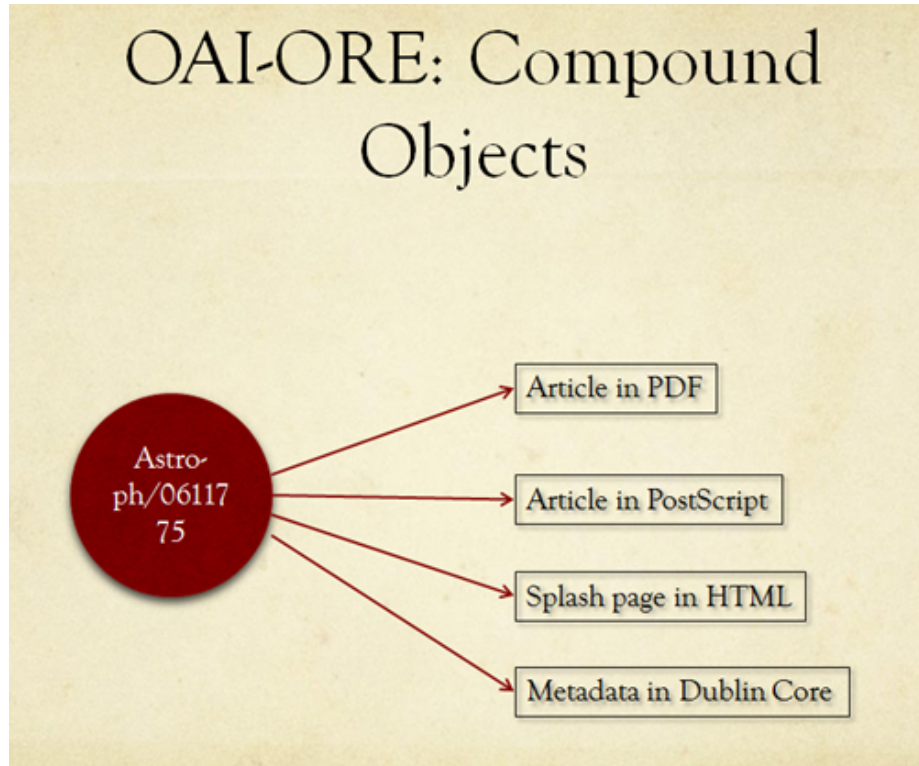 OAI-ORE: Compound
Objects
Astro-
ph/06117
75
Article in PDF
Article in PostScript
Splash page in HTML
Metadata in Dublin Core